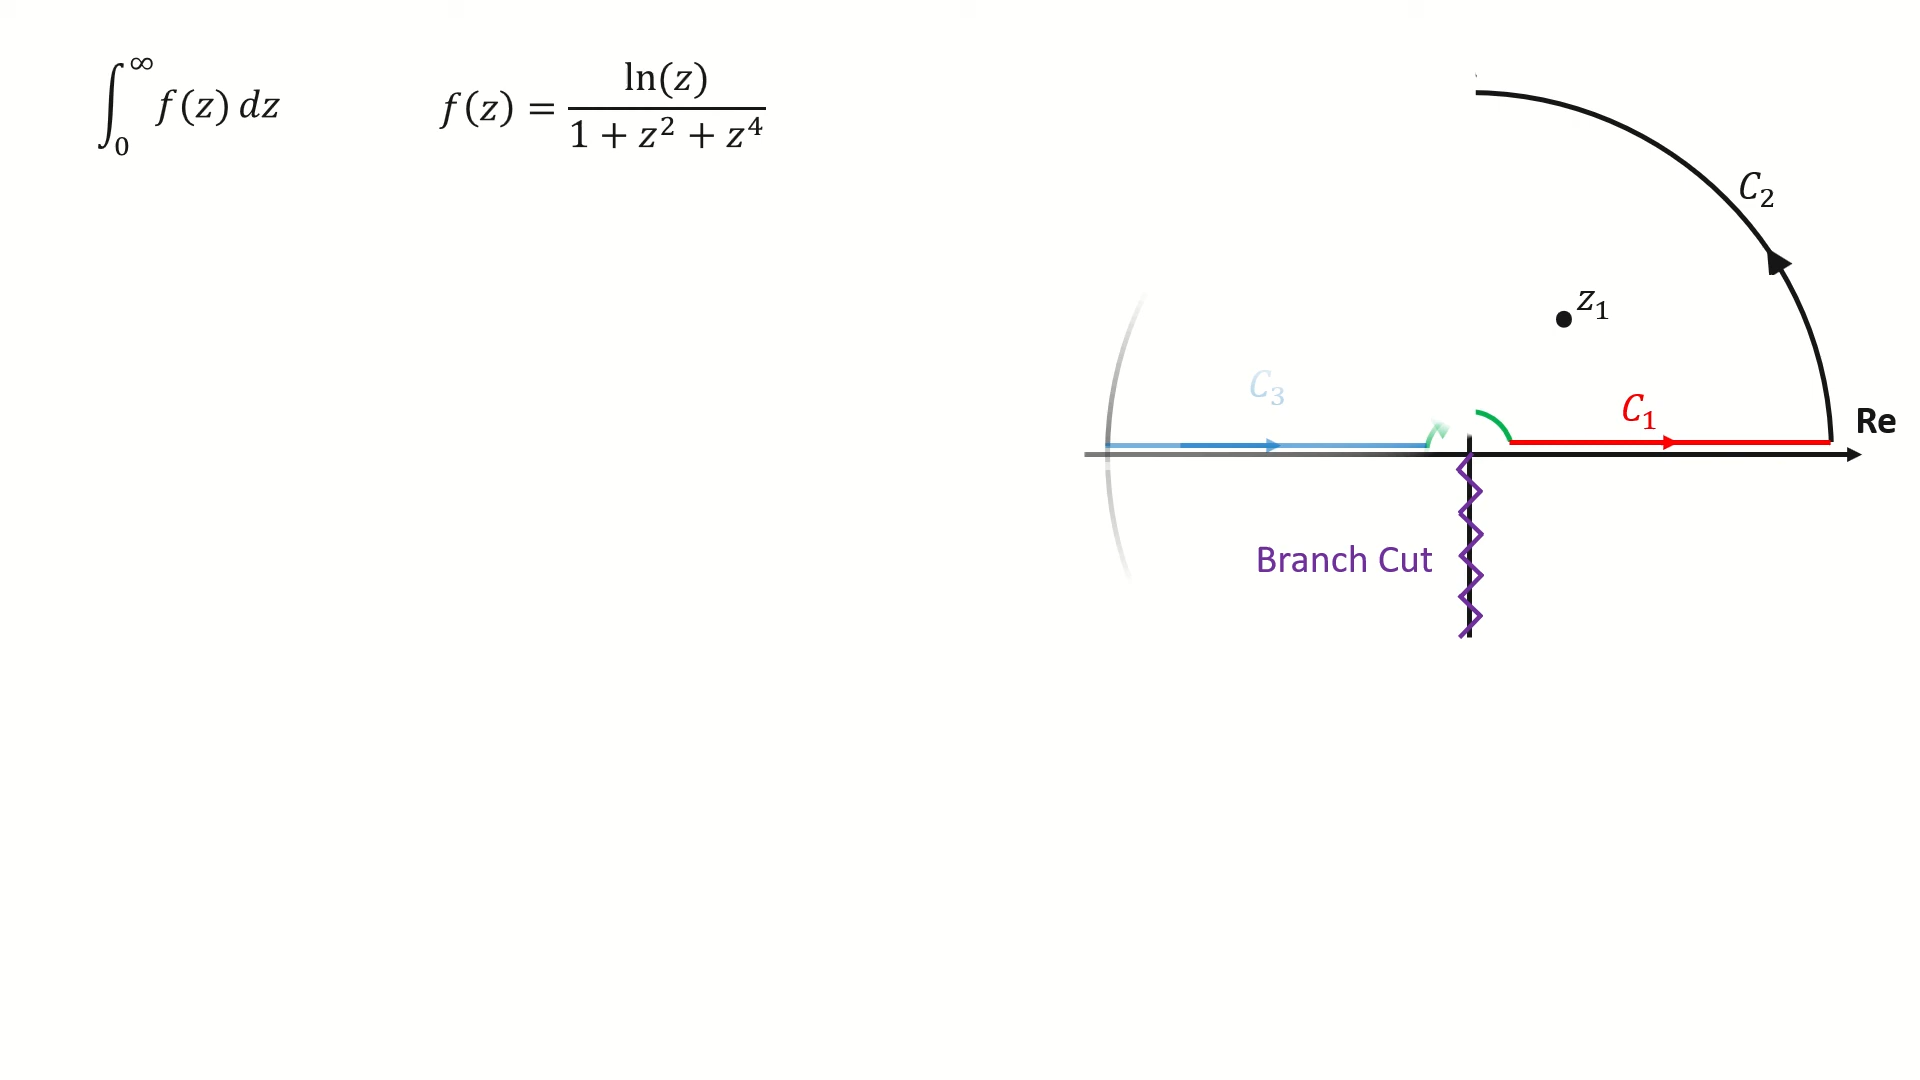 ∫₀^∞ f(z) dz
f(z) = ln(z) / (1 + z² + z⁴)
C₂
z₁
C₃
C₁
Re
Branch Cut